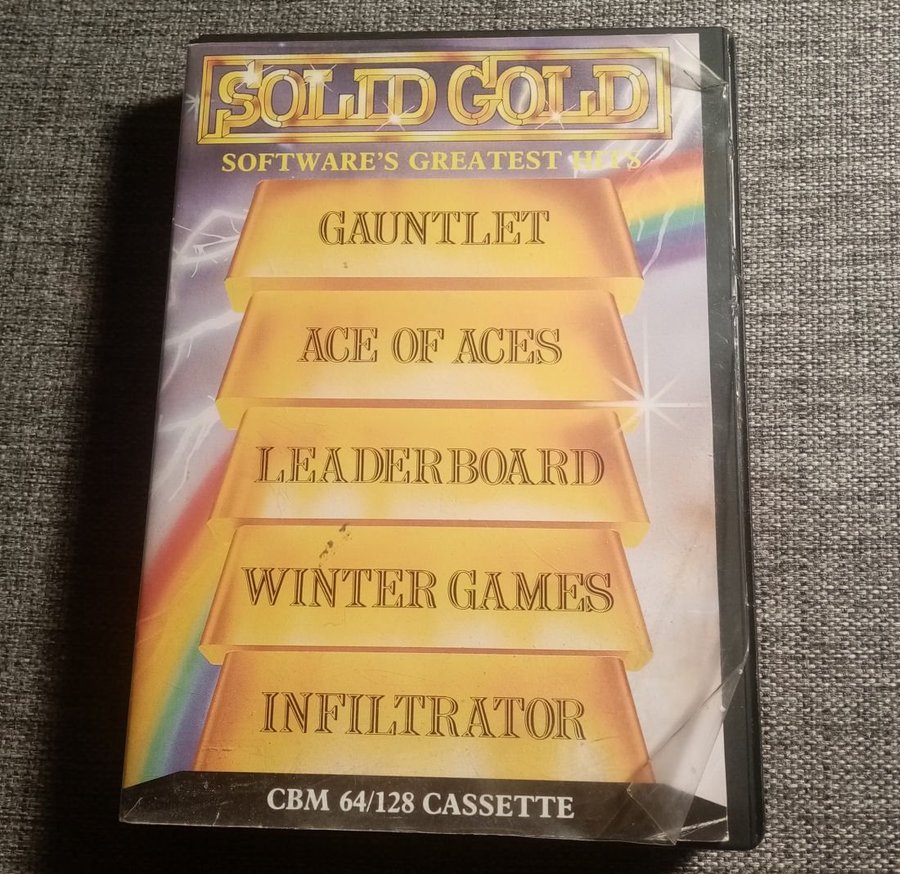 SOLID GOLD
SOFTWARE'S GREATEST HITS
GAUNTLET
ACE OF ACES
LEADERBOARD
WINTER GAMES
INFILTRATOR
CBM 64/128 CASSETTE